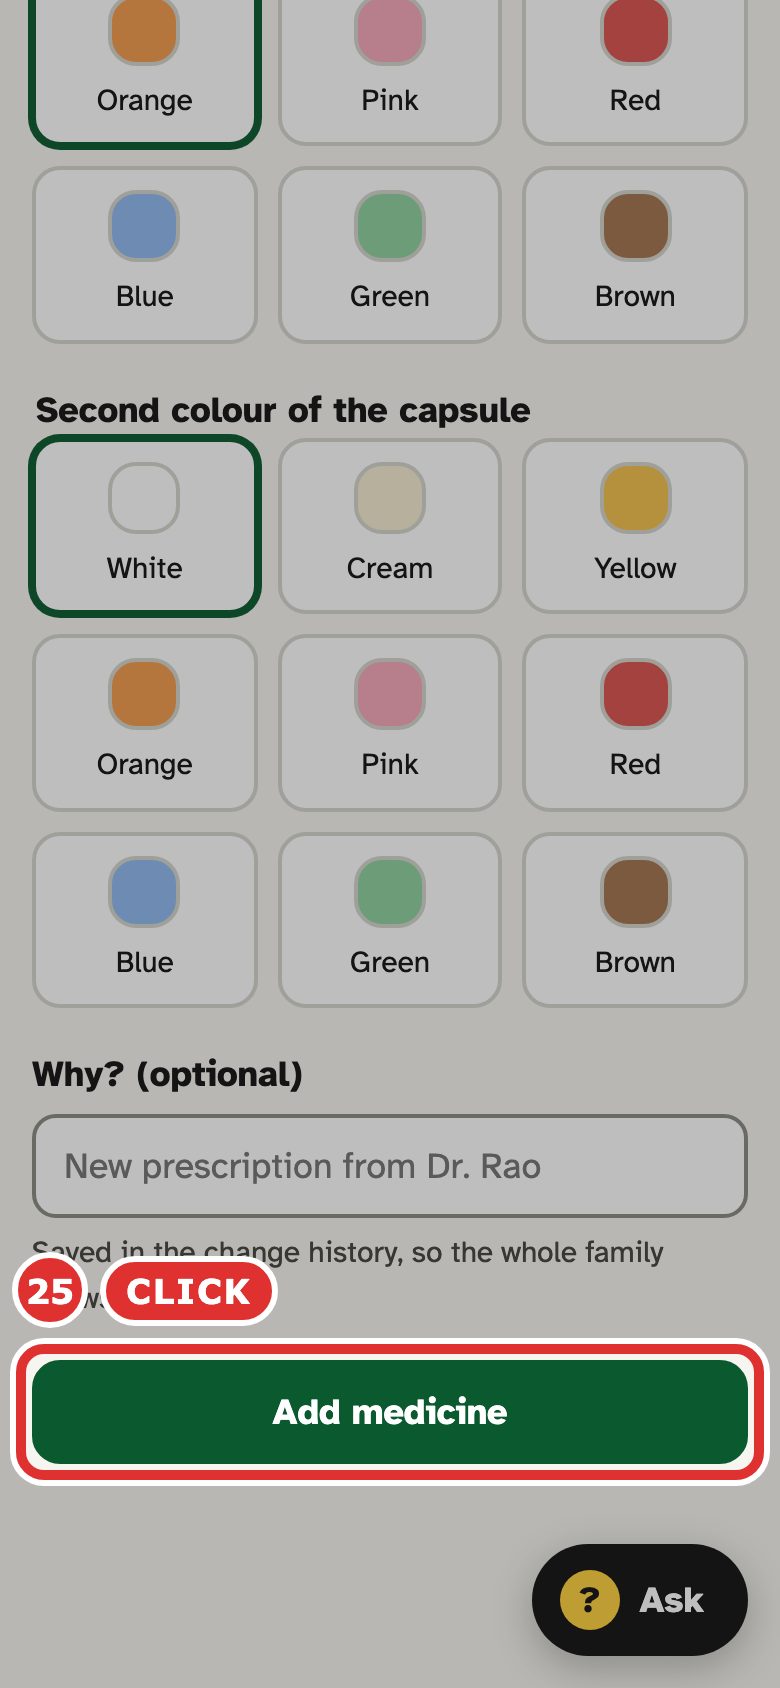 Orange Pink Red
Blue Green Brown
Second colour of the capsule
White Cream Yellow
Orange Pink Red
Blue Green Brown
Why? (optional)
New prescription from Dr. Rao
Saved in the change history, so the whole family
25 CLICK
Add medicine
? Ask